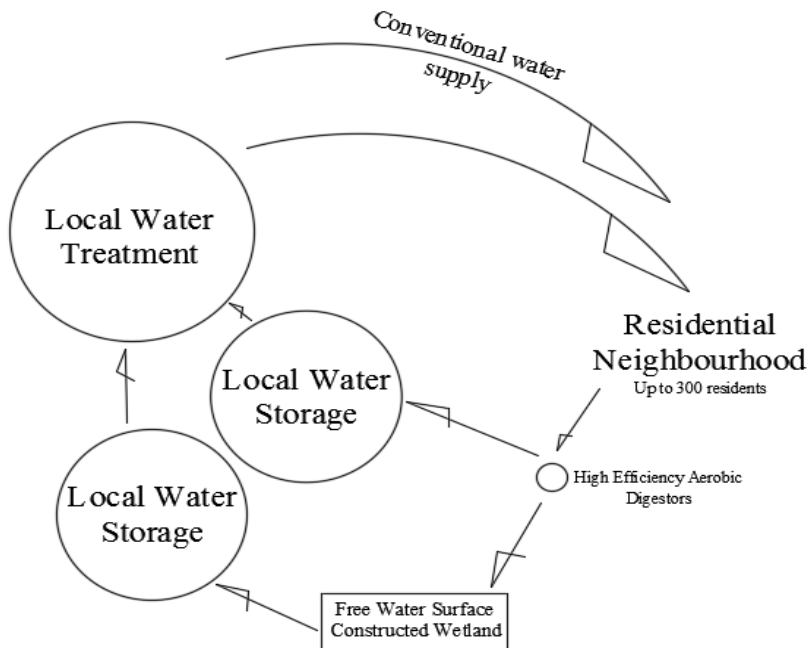 Conventional water
supply
Local Water
Treatment
Residential
Neighbourhood
Up to 300 residents
Local Water
Storage
High Efficiency Aerobic
Digestors
Local Water
Storage
Free Water Surface
Constructed Wetland